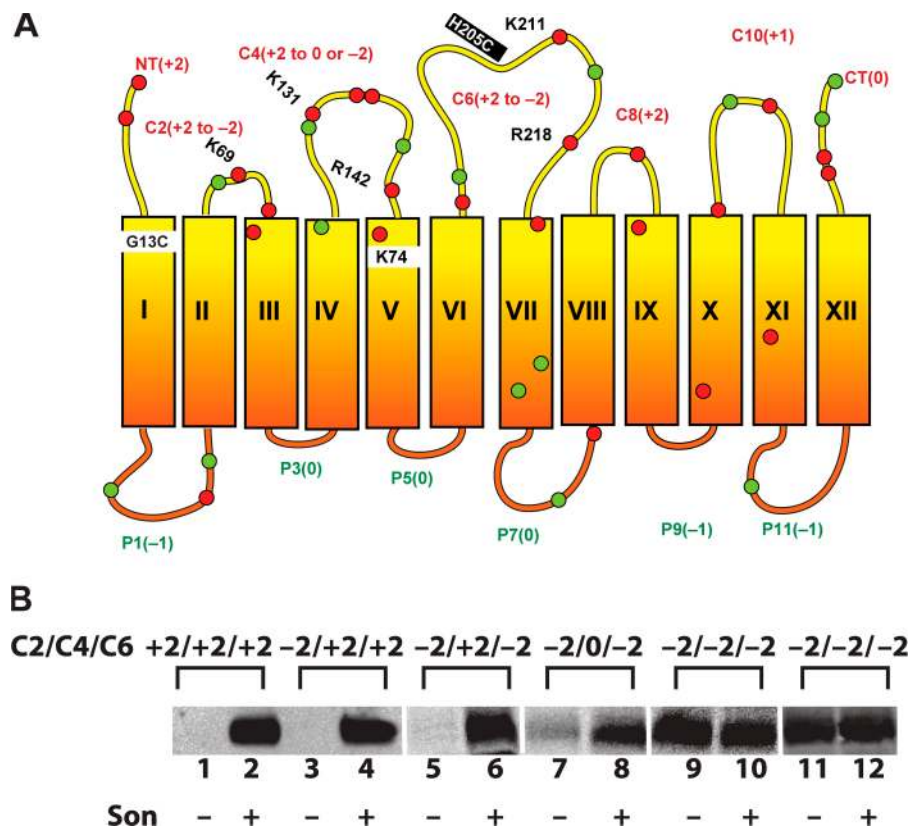 A
NT(+2)
C2(+2 to –2)
K69
C4(+2 to 0 or –2)
K131
R142
H205C
K211
C6(+2 to –2)
R218
C8(+2)
C10(+1)
CT(0)
G13C
K74
I II III IV V VI VII VIII IX X XI XII
P1(–1)
P3(0)
P5(0)
P7(0)
P9(–1)
P11(–1)
B
C2/C4/C6 +2/+2/+2 –2/+2/+2 –2/+2/–2 –2/0/–2 –2/–2/–2 –2/–2/–2
1 2 3 4 5 6 7 8 9 10 11 12
Son – + – + – + – + – + – +